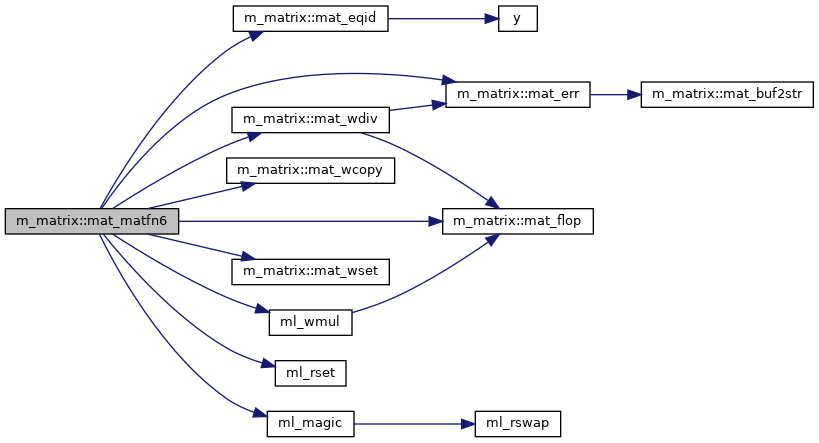 m_matrix::mat_eqid
y
m_matrix::mat_err
m_matrix::mat_buf2str
m_matrix::mat_wdiv
m_matrix::mat_wcopy
m_matrix::mat_matfn6
m_matrix::mat_flop
m_matrix::mat_wset
ml_wmul
ml_rset
ml_magic
ml_rswap